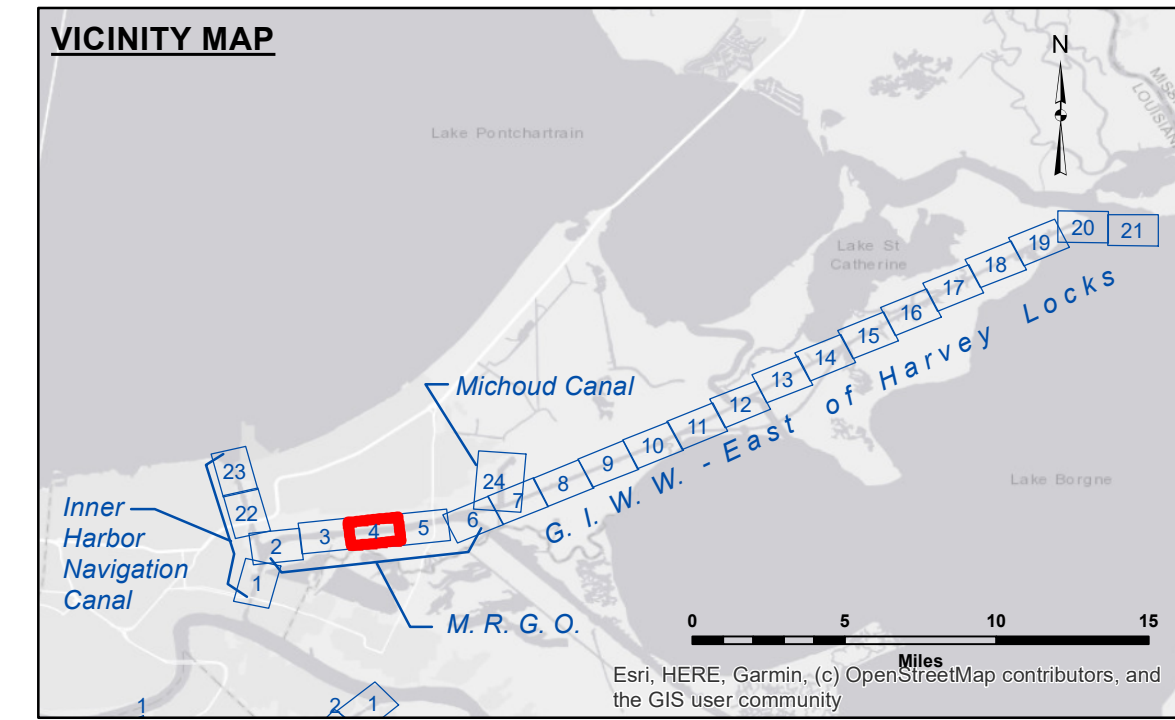 VICINITY MAP
N
MISS
LOUISIANA
Lake Pontchartrain
Lake St
Catherine
20
21
19
18
17
16
15
14
13
12
11
10
9
8
7
24
6
5
4
3
2
23
22
1
G. I. W. W. - East of Harvey Locks
Michoud Canal
Lake Borgne
Inner
Harbor
Navigation
Canal
M. R. G. O.
0 5 10 15
Miles
Esri, HERE, Garmin, (c) OpenStreetMap contributors, and
the GIS user community
1
2
1